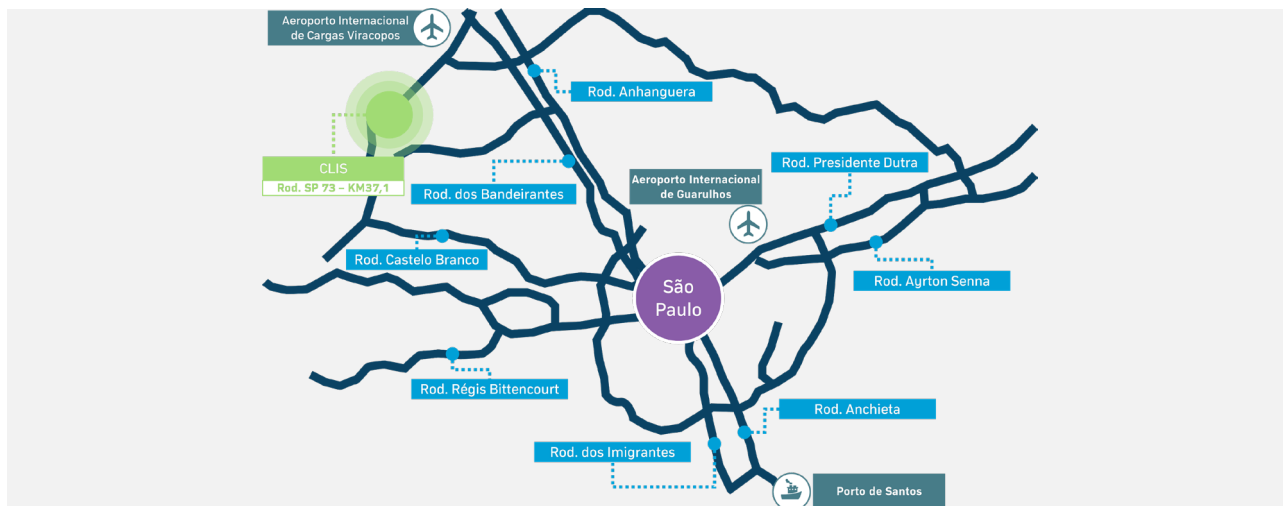 Aeroporto Internacional
de Cargas Viracopos
Rod. Anhanguera
CLIS
Rod. SP 73 – KM37,1
Rod. dos Bandeirantes
Rod. Presidente Dutra
Aeroporto Internacional
de Guarulhos
Rod. Castelo Branco
Rod. Ayrton Senna
São
Paulo
Rod. Régis Bittencourt
Rod. Anchieta
Rod. dos Imigrantes
Porto de Santos